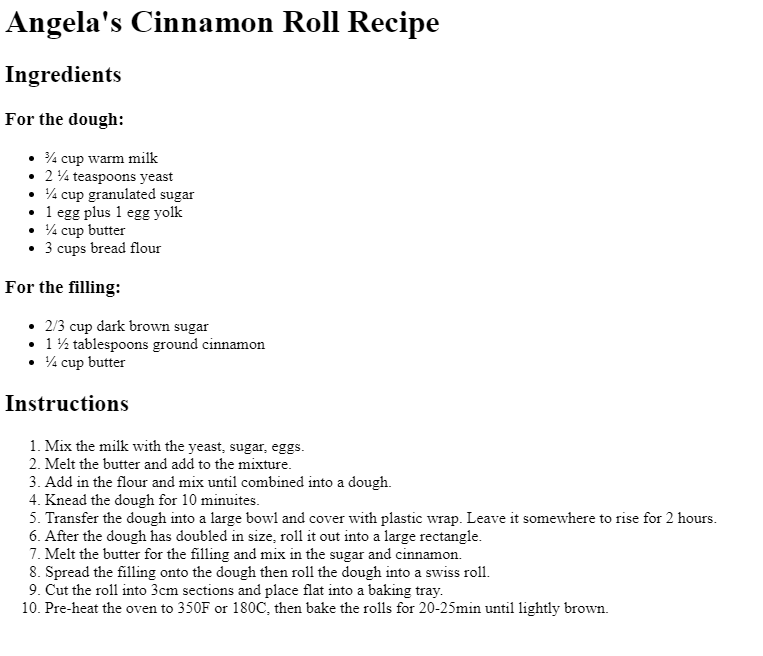 Angela's Cinnamon Roll Recipe
Ingredients
For the dough:
• ¾ cup warm milk
• 2 ¼ teaspoons yeast
• ¼ cup granulated sugar
• 1 egg plus 1 egg yolk
• ¼ cup butter
• 3 cups bread flour
For the filling:
• 2/3 cup dark brown sugar
• 1 ½ tablespoons ground cinnamon
• ¼ cup butter
Instructions
1. Mix the milk with the yeast, sugar, eggs.
2. Melt the butter and add to the mixture.
3. Add in the flour and mix until combined into a dough.
4. Knead the dough for 10 minuites.
5. Transfer the dough into a large bowl and cover with plastic wrap. Leave it somewhere to rise for 2 hours.
6. After the dough has doubled in size, roll it out into a large rectangle.
7. Melt the butter for the filling and mix in the sugar and cinnamon.
8. Spread the filling onto the dough then roll the dough into a swiss roll.
9. Cut the roll into 3cm sections and place flat into a baking tray.
10. Pre-heat the oven to 350F or 180C, then bake the rolls for 20-25min until lightly brown.